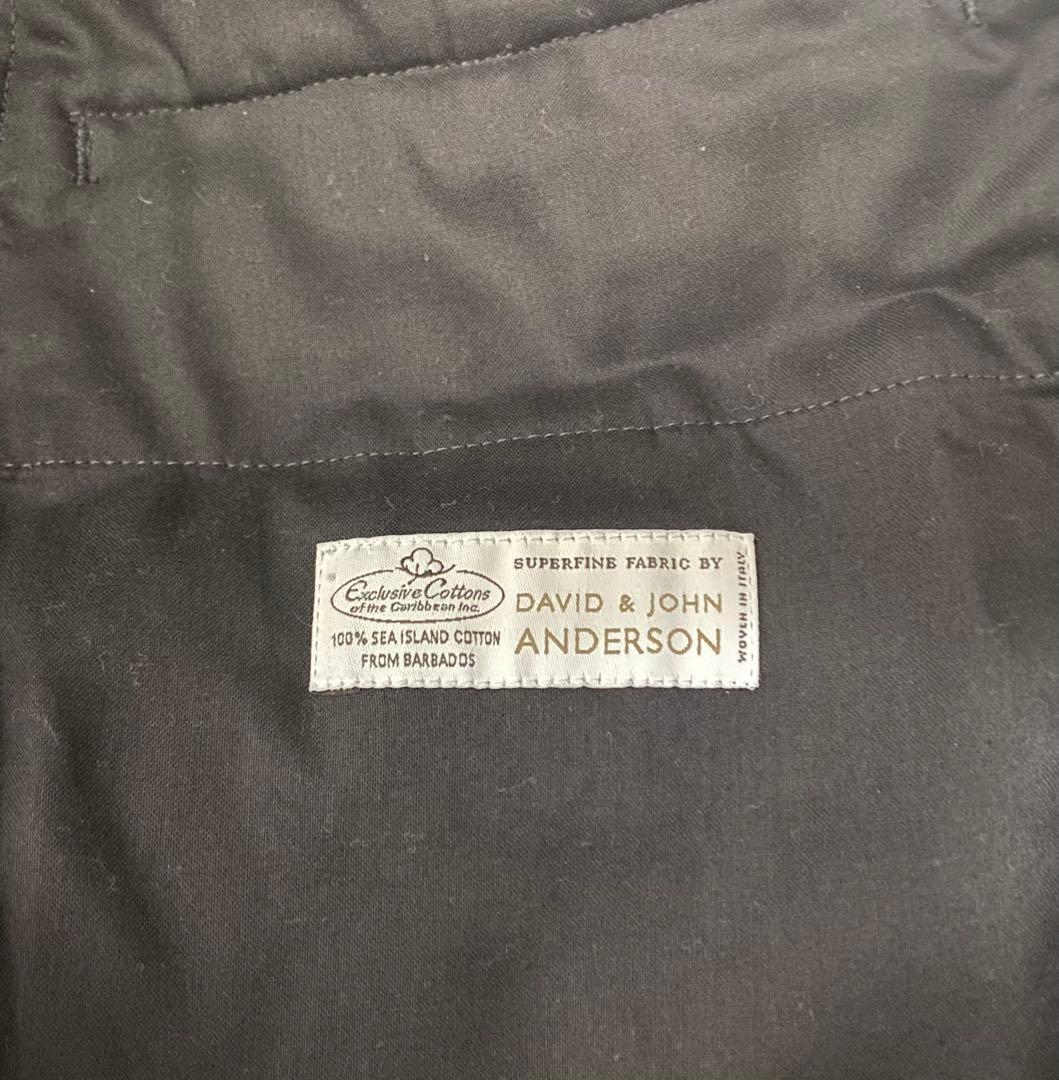 Exclusive Cottons
of the Caribbean Inc.
100% SEA ISLAND COTTON
FROM BARBADOS
SUPERFINE FABRIC BY
DAVID & JOHN
ANDERSON
WOVEN IN ITALY